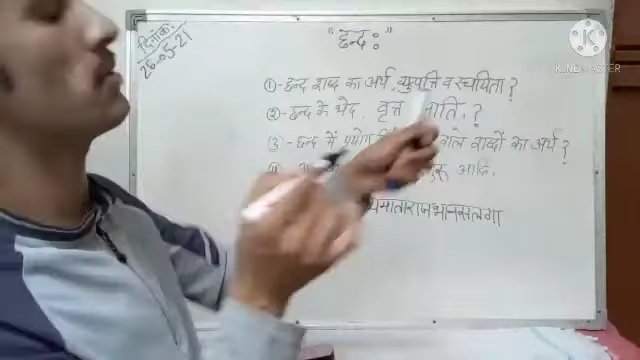 दिनांक:
26-05-21
"छन्दः"
①- छन्द शब्द का अर्थ, व्युत्पत्ति व रचयिता?
②- छन्द के भेद. वृत्त जाति.?
③- छन्द में प्रयोग वाले शब्दों का अर्थ?
गुरू आदि.
यमाताराजभानसलगा
KINEMASTER